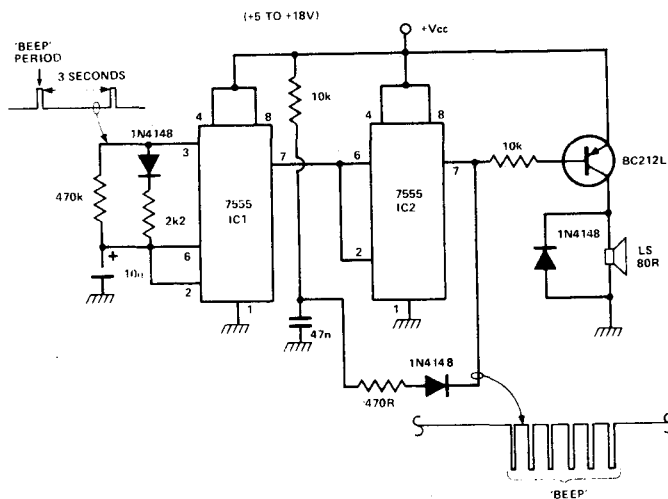 (+5 TO +18V)
+Vcc
'BEEP'
PERIOD
3 SECONDS
10k
4
8
4
8
1N4148
3
7
6
7
10k
BC212L
470k
7555
IC1
7555
IC2
2k2
1N4148
LS
80R
+
6
2
10u
2
1
1
47n
1N4148
470R
'BEEP'